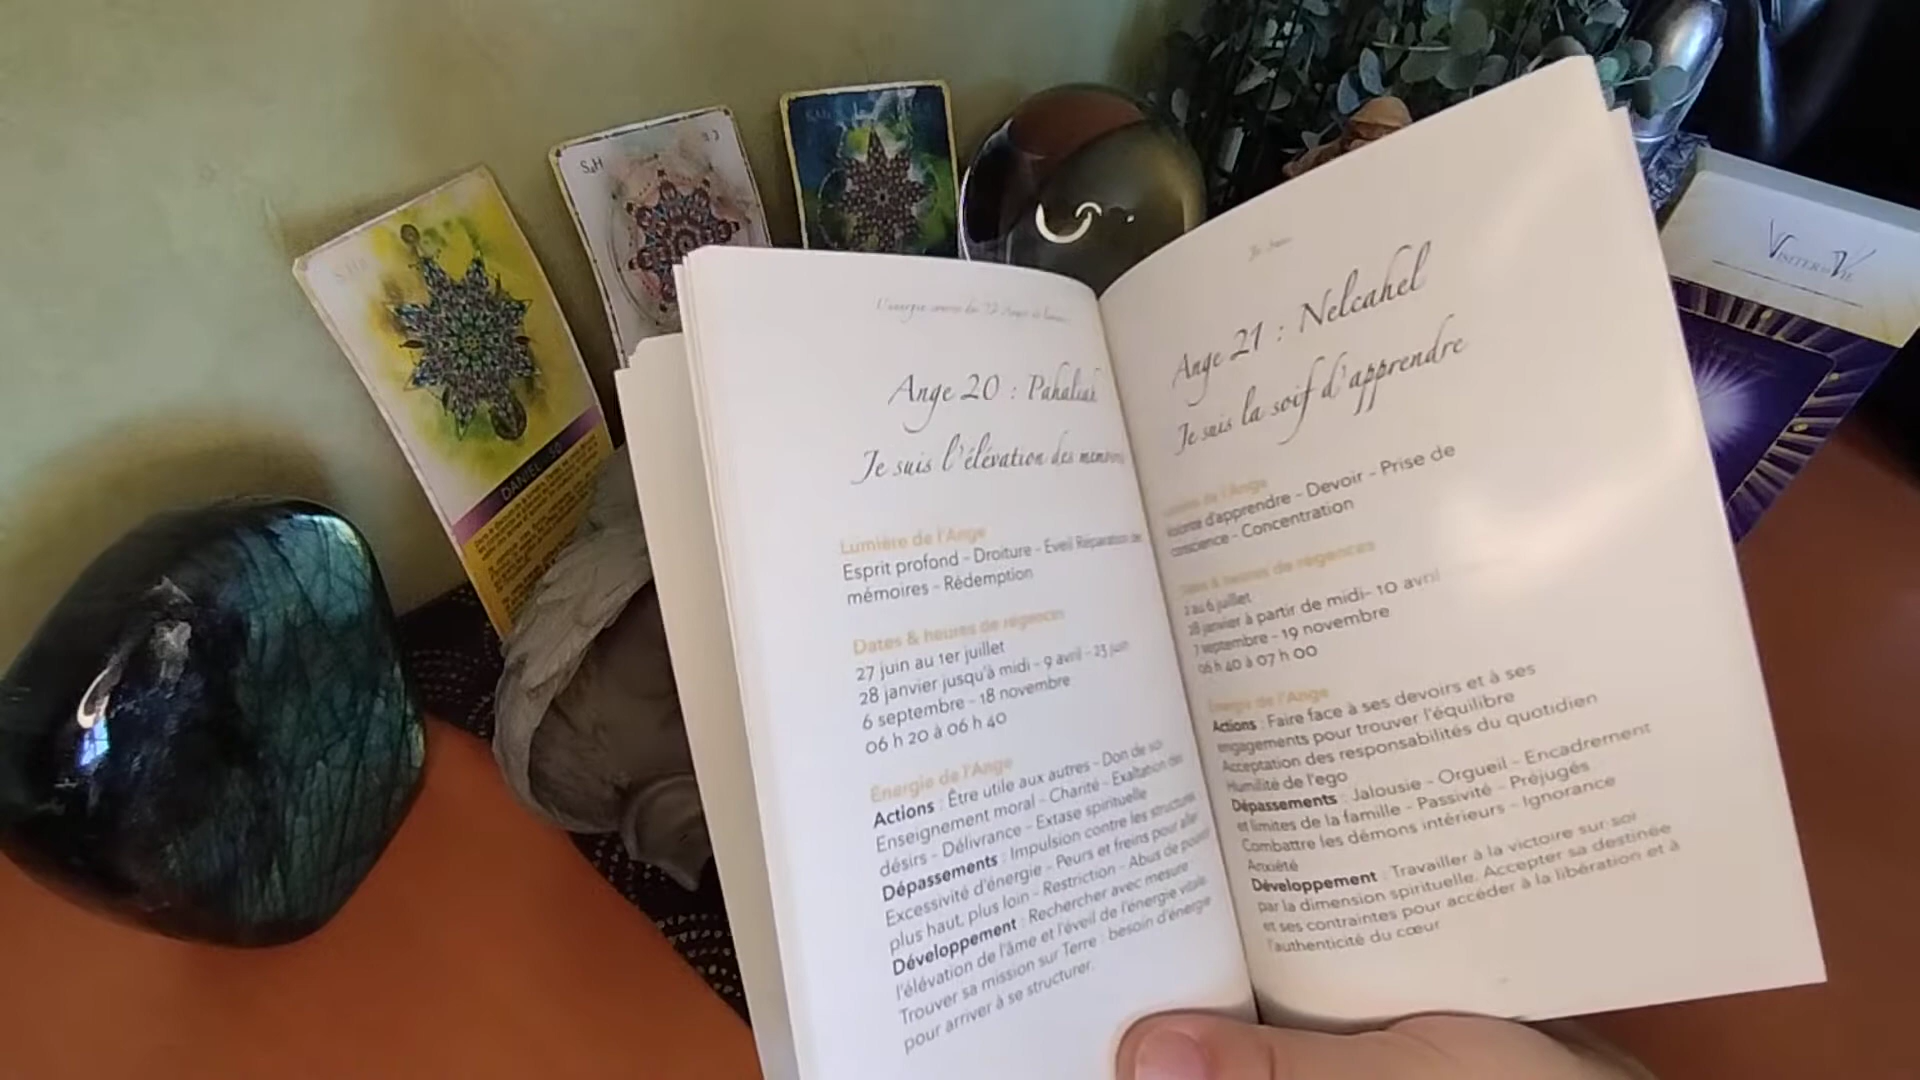 S.H
DANIEL 50
VISITER la VIE
Ange 20 : Pahaliah
Je suis l'élévation des mémoires
Lumière de l'Ange
Esprit profond - Droiture - Eveil Réparation des
mémoires - Rédemption
Dates & heures de régences
27 juin au 1er juillet
28 janvier jusqu'à midi - 9 avril - 23 juin
6 septembre - 18 novembre
06 h 20 à 06 h 40
Énergie de l'Ange
Actions : Être utile aux autres - Don de soi
Enseignement moral - Charité - Exaltation des
désirs - Délivrance - Extase spirituelle
Dépassements : Impulsion contre les structures
Excessivité d'énergie - Peurs et freins pour aller
plus haut, plus loin - Restriction - Abus de pouvoir
Développement : Rechercher avec mesure
l'élévation de l'âme et l'éveil de l'énergie vitale.
Trouver sa mission sur Terre : besoin d'énergie
pour arriver à se structurer.
Je suis
Ange 21 : Nelcahel
Je suis la soif d'apprendre
de l'Ange
d'apprendre - Devoir - Prise de
conscience - Concentration
Dates & heures de régences
2 au 6 juillet
28 janvier à partir de midi- 10 avril
7 septembre - 19 novembre
06 h 40 à 07 h 00
Énergie de l'Ange
Actions : Faire face à ses devoirs et à ses
engagements pour trouver l'équilibre
Acceptation des responsabilités du quotidien
Humilité de l'ego
Dépassements : Jalousie - Orgueil - Encadrement
et limites de la famille - Passivité - Préjugés
Combattre les démons intérieurs - Ignorance
Anxiété
Développement : Travailler à la victoire sur soi
par la dimension spirituelle. Accepter sa destinée
et ses contraintes pour accéder à la libération et à
l'authenticité du cœur